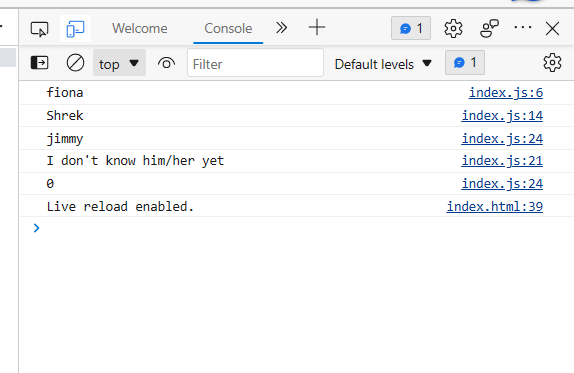 Welcome Console 1
top Filter Default levels 1
fiona index.js:6
Shrek index.js:14
jimmy index.js:24
I don't know him/her yet index.js:21
0 index.js:24
Live reload enabled. index.html:39